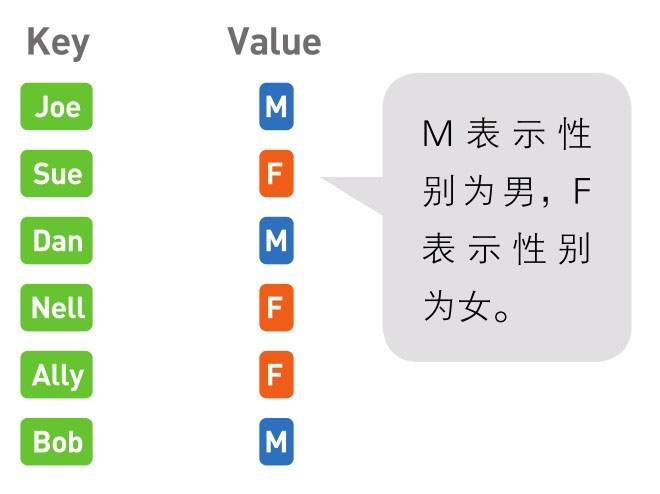 Key Value
Joe M
Sue F
Dan M
Nell F
Ally F
Bob M
M表示性
别为男，F
表示性别
为女。